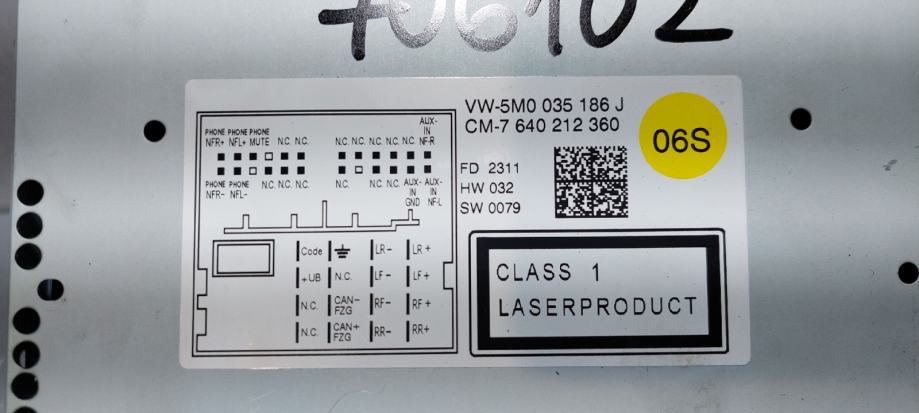 706102
VW-5M0 035 186 J
CM-7 640 212 360
06S
FD 2311
HW 032
SW 0079
PHONE PHONE PHONE
NFR+ NFL+ MUTE N.C. N.C.
N.C. N.C. N.C. N.C. N.C. AUX-IN NF-R
PHONE PHONE
NFR- NFL- N.C. N.C. N.C.
N.C. N.C. N.C. AUX-IN GND AUX-IN NF-L
Code LR- LR+
+UB N.C. LF- LF+
N.C. CAN-FZG RF- RF+
N.C. CAN+FZG RR- RR+
CLASS 1
LASERPRODUCT